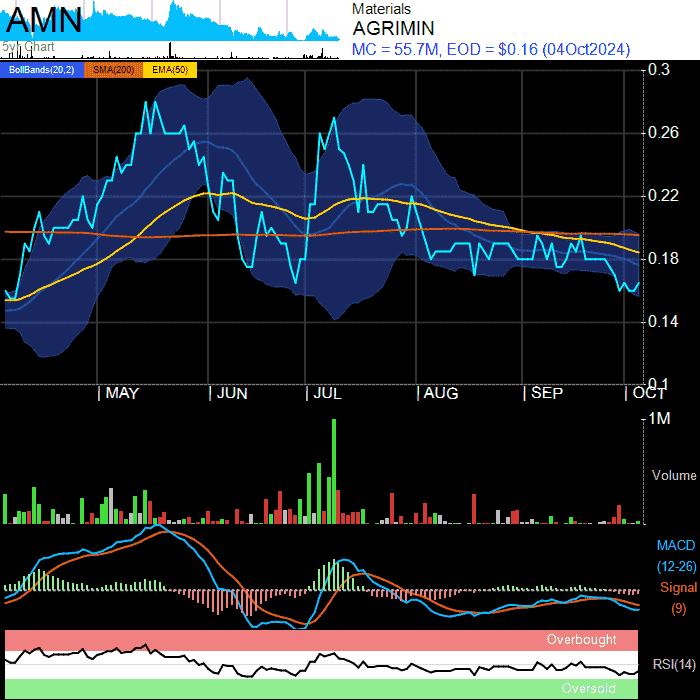 AMN
5yr Chart
Materials
AGRIMIN
MC = 55.7M, EOD = $0.16 (04Oct2024)
BollBands(20,2) SMA(200) EMA(50)
0.3
0.26
0.22
0.18
0.14
0.1
| MAY | JUN | JUL | AUG | SEP | OCT
1M
Volume
MACD
(12-26)
Signal
(9)
Overbought
RSI(14)
Oversold